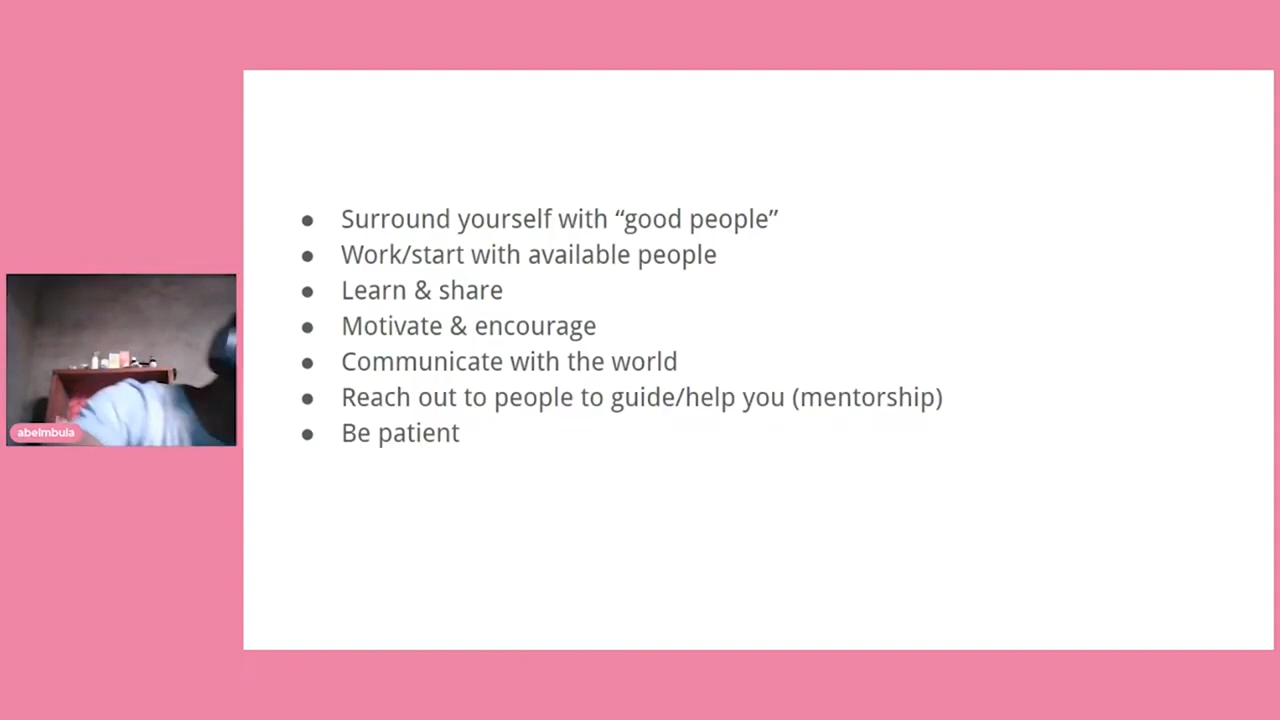 Surround yourself with “good people”
Work/start with available people
Learn & share
Motivate & encourage
Communicate with the world
Reach out to people to guide/help you (mentorship)
Be patient
abelmbula